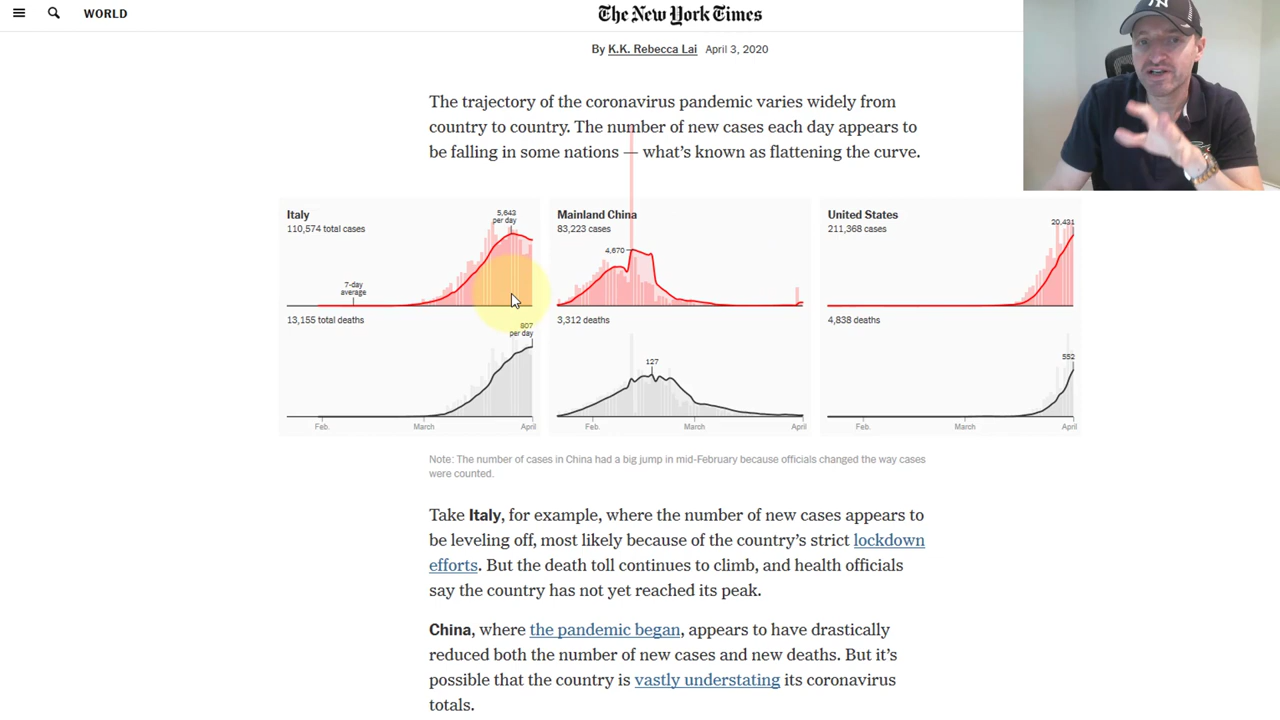 WORLD
The New York Times
By K.K. Rebecca Lai April 3, 2020
The trajectory of the coronavirus pandemic varies widely from
country to country. The number of new cases each day appears to
be falling in some nations — what's known as flattening the curve.
Italy
110,574 total cases
5,643
per day
7-day
average
13,155 total deaths
807
per day
Feb. March April
Mainland China
83,223 cases
4,670
3,312 deaths
127
Feb. March April
United States
211,368 cases
20,431
4,838 deaths
552
Feb. March April
Note: The number of cases in China had a big jump in mid-February because officials changed the way cases
were counted.
Take Italy, for example, where the number of new cases appears to
be leveling off, most likely because of the country's strict lockdown
efforts. But the death toll continues to climb, and health officials
say the country has not yet reached its peak.
China, where the pandemic began, appears to have drastically
reduced both the number of new cases and new deaths. But it's
possible that the country is vastly understating its coronavirus
totals.